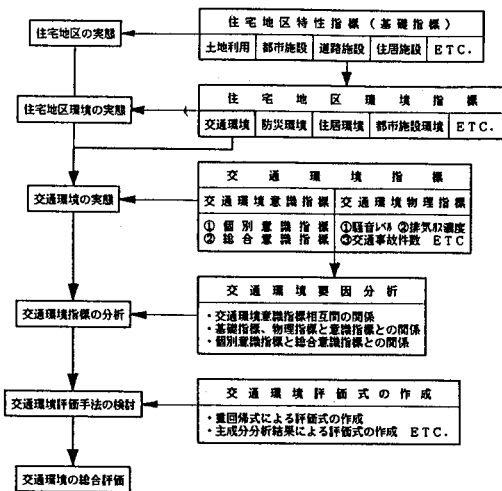 住宅地区特性指標(基礎指標)
住宅地区の実態
土地利用 都市施設 道路施設 住居施設 ETC.
住宅地区環境指標
住宅地区環境の実態
交通環境 防災環境 住居環境 都市施設環境 ETC.
交通環境指標
交通環境の実態
交通環境意識指標 交通環境物理指標
①個別意識指標 ①騒音レベル ②排気ガス濃度
②総合意識指標 ③交通事故件数 ETC
交通環境要因分析
交通環境指標の分析
・交通環境意識指標相互間の関係
・基礎指標、物理指標と意識指標との関係
・個別意識指標と総合意識指標との関係
交通環境評価式の作成
交通環境評価手法の検討
・重回帰式による評価式の作成
・主成分分析結果による評価式の作成 ETC.
交通環境の総合評価